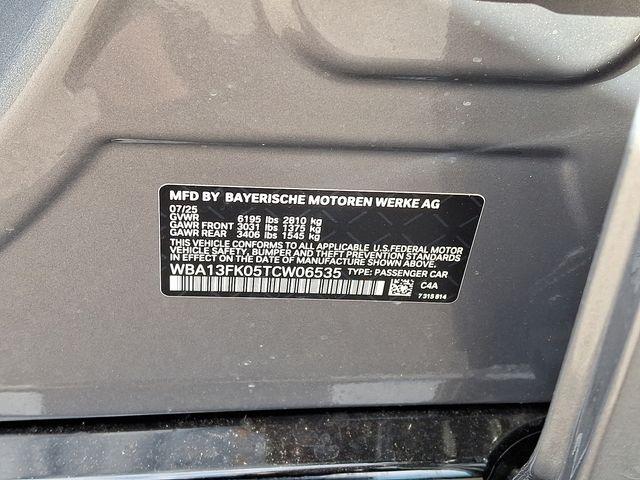 MFD BY BAYERISCHE MOTOREN WERKE AG
07/25
GVWR 6195 lbs 2810 kg
GAWR FRONT 3031 lbs 1375 kg
GAWR REAR 3406 lbs 1545 kg
THIS VEHICLE CONFORMS TO ALL APPLICABLE U.S.FEDERAL MOTOR
VEHICLE SAFETY, BUMPER AND THEFT PREVENTION STANDARDS
IN EFFECT ON THE DATE OF MANUFACTURE SHOWN ABOVE.
WBA13FK05TCW06535 TYPE: PASSENGER CAR
C4A
7 315 814